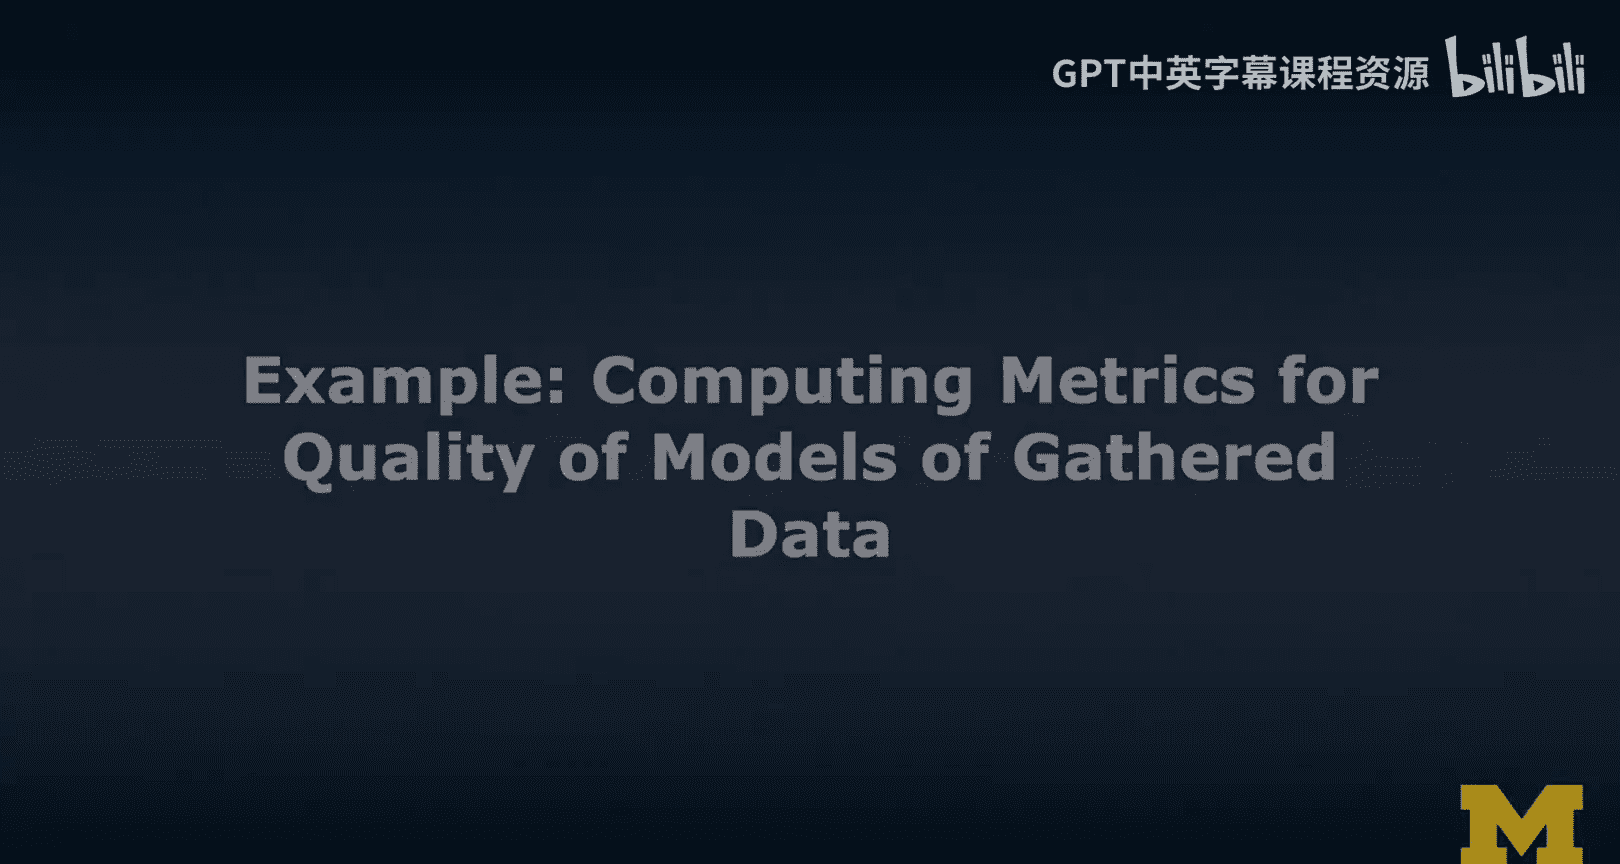 GPT中英字幕课程资源 bilibili
Example: Computing Metrics for
Quality of Models of Gathered
Data
M